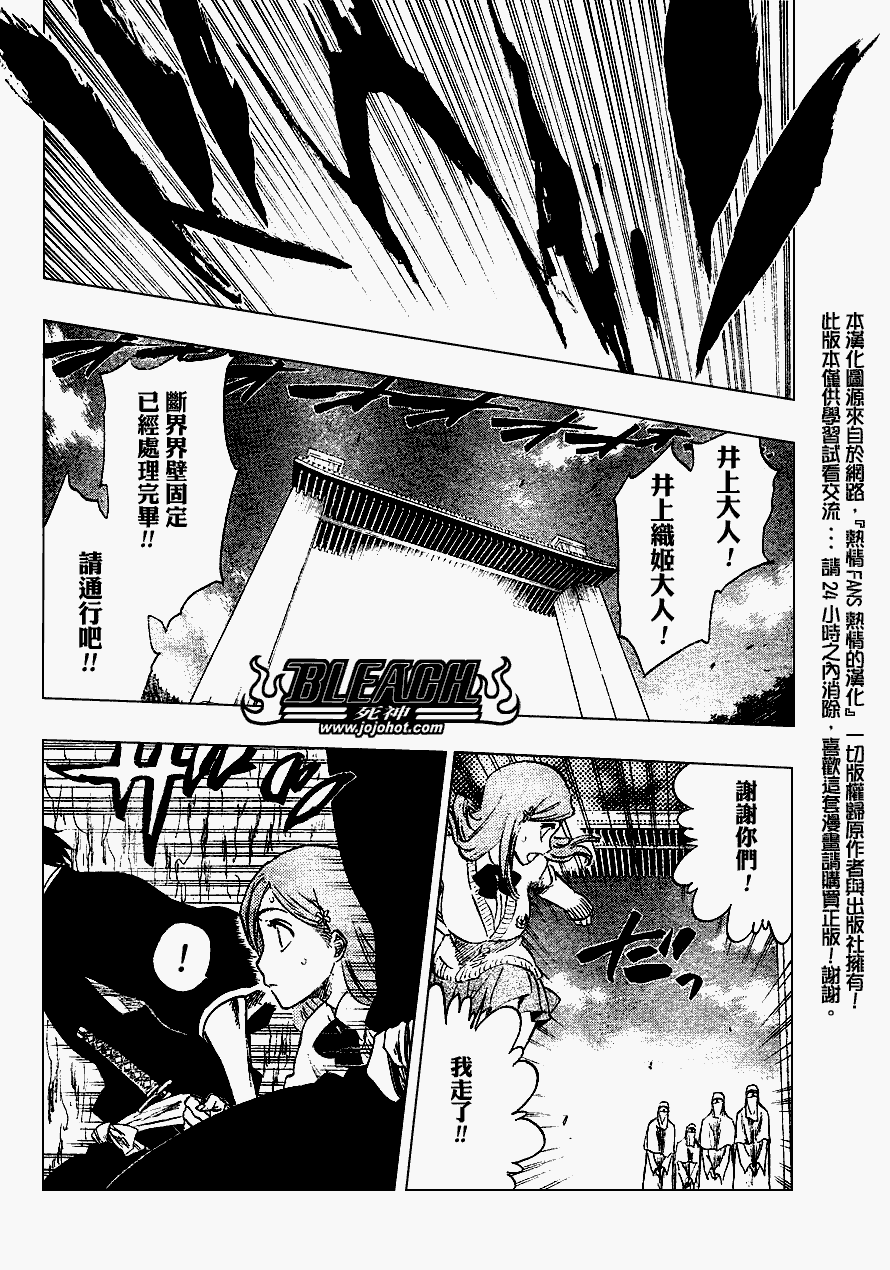 井上大人！
井上織姬大人！
斷界界壁固定
已經處理完畢!!
請通行吧!!
BLEACH
死神
www.jojohot.com
謝謝你們！
ダッ
我走了!!
！
本漢化圖源來自於網路，『熱情FANS熱情的漢化』一切版權歸原作者與出版社擁有！
此版本僅供學習試看交流…請24小時之內消除，喜歡這套漫畫請購買正版！謝謝。